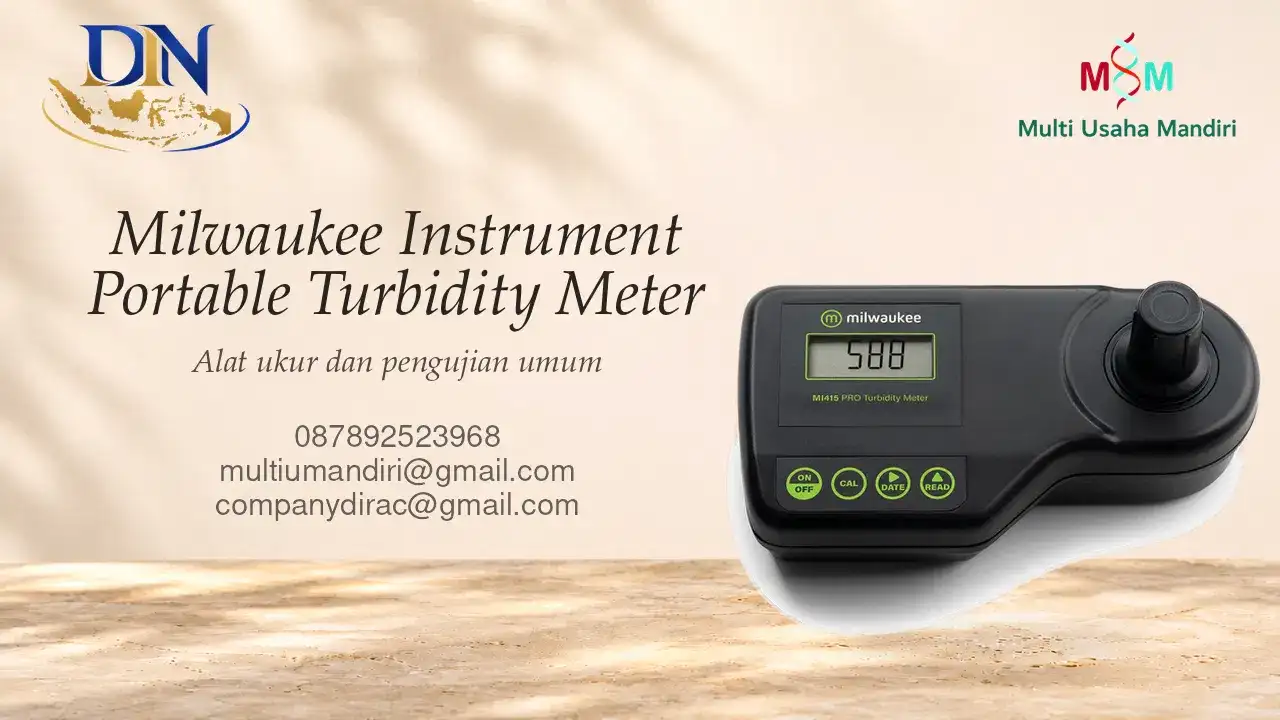 DIN
MSM
Multi Usaha Mandiri
Milwaukee Instrument
Portable Turbidity Meter
Alat ukur dan pengujian umum
087892523968
multiumandiri@gmail.com
companydirac@gmail.com
milwaukee
588
MI415 PRO Turbidity Meter
ON
OFF
CAL
DATE
READ